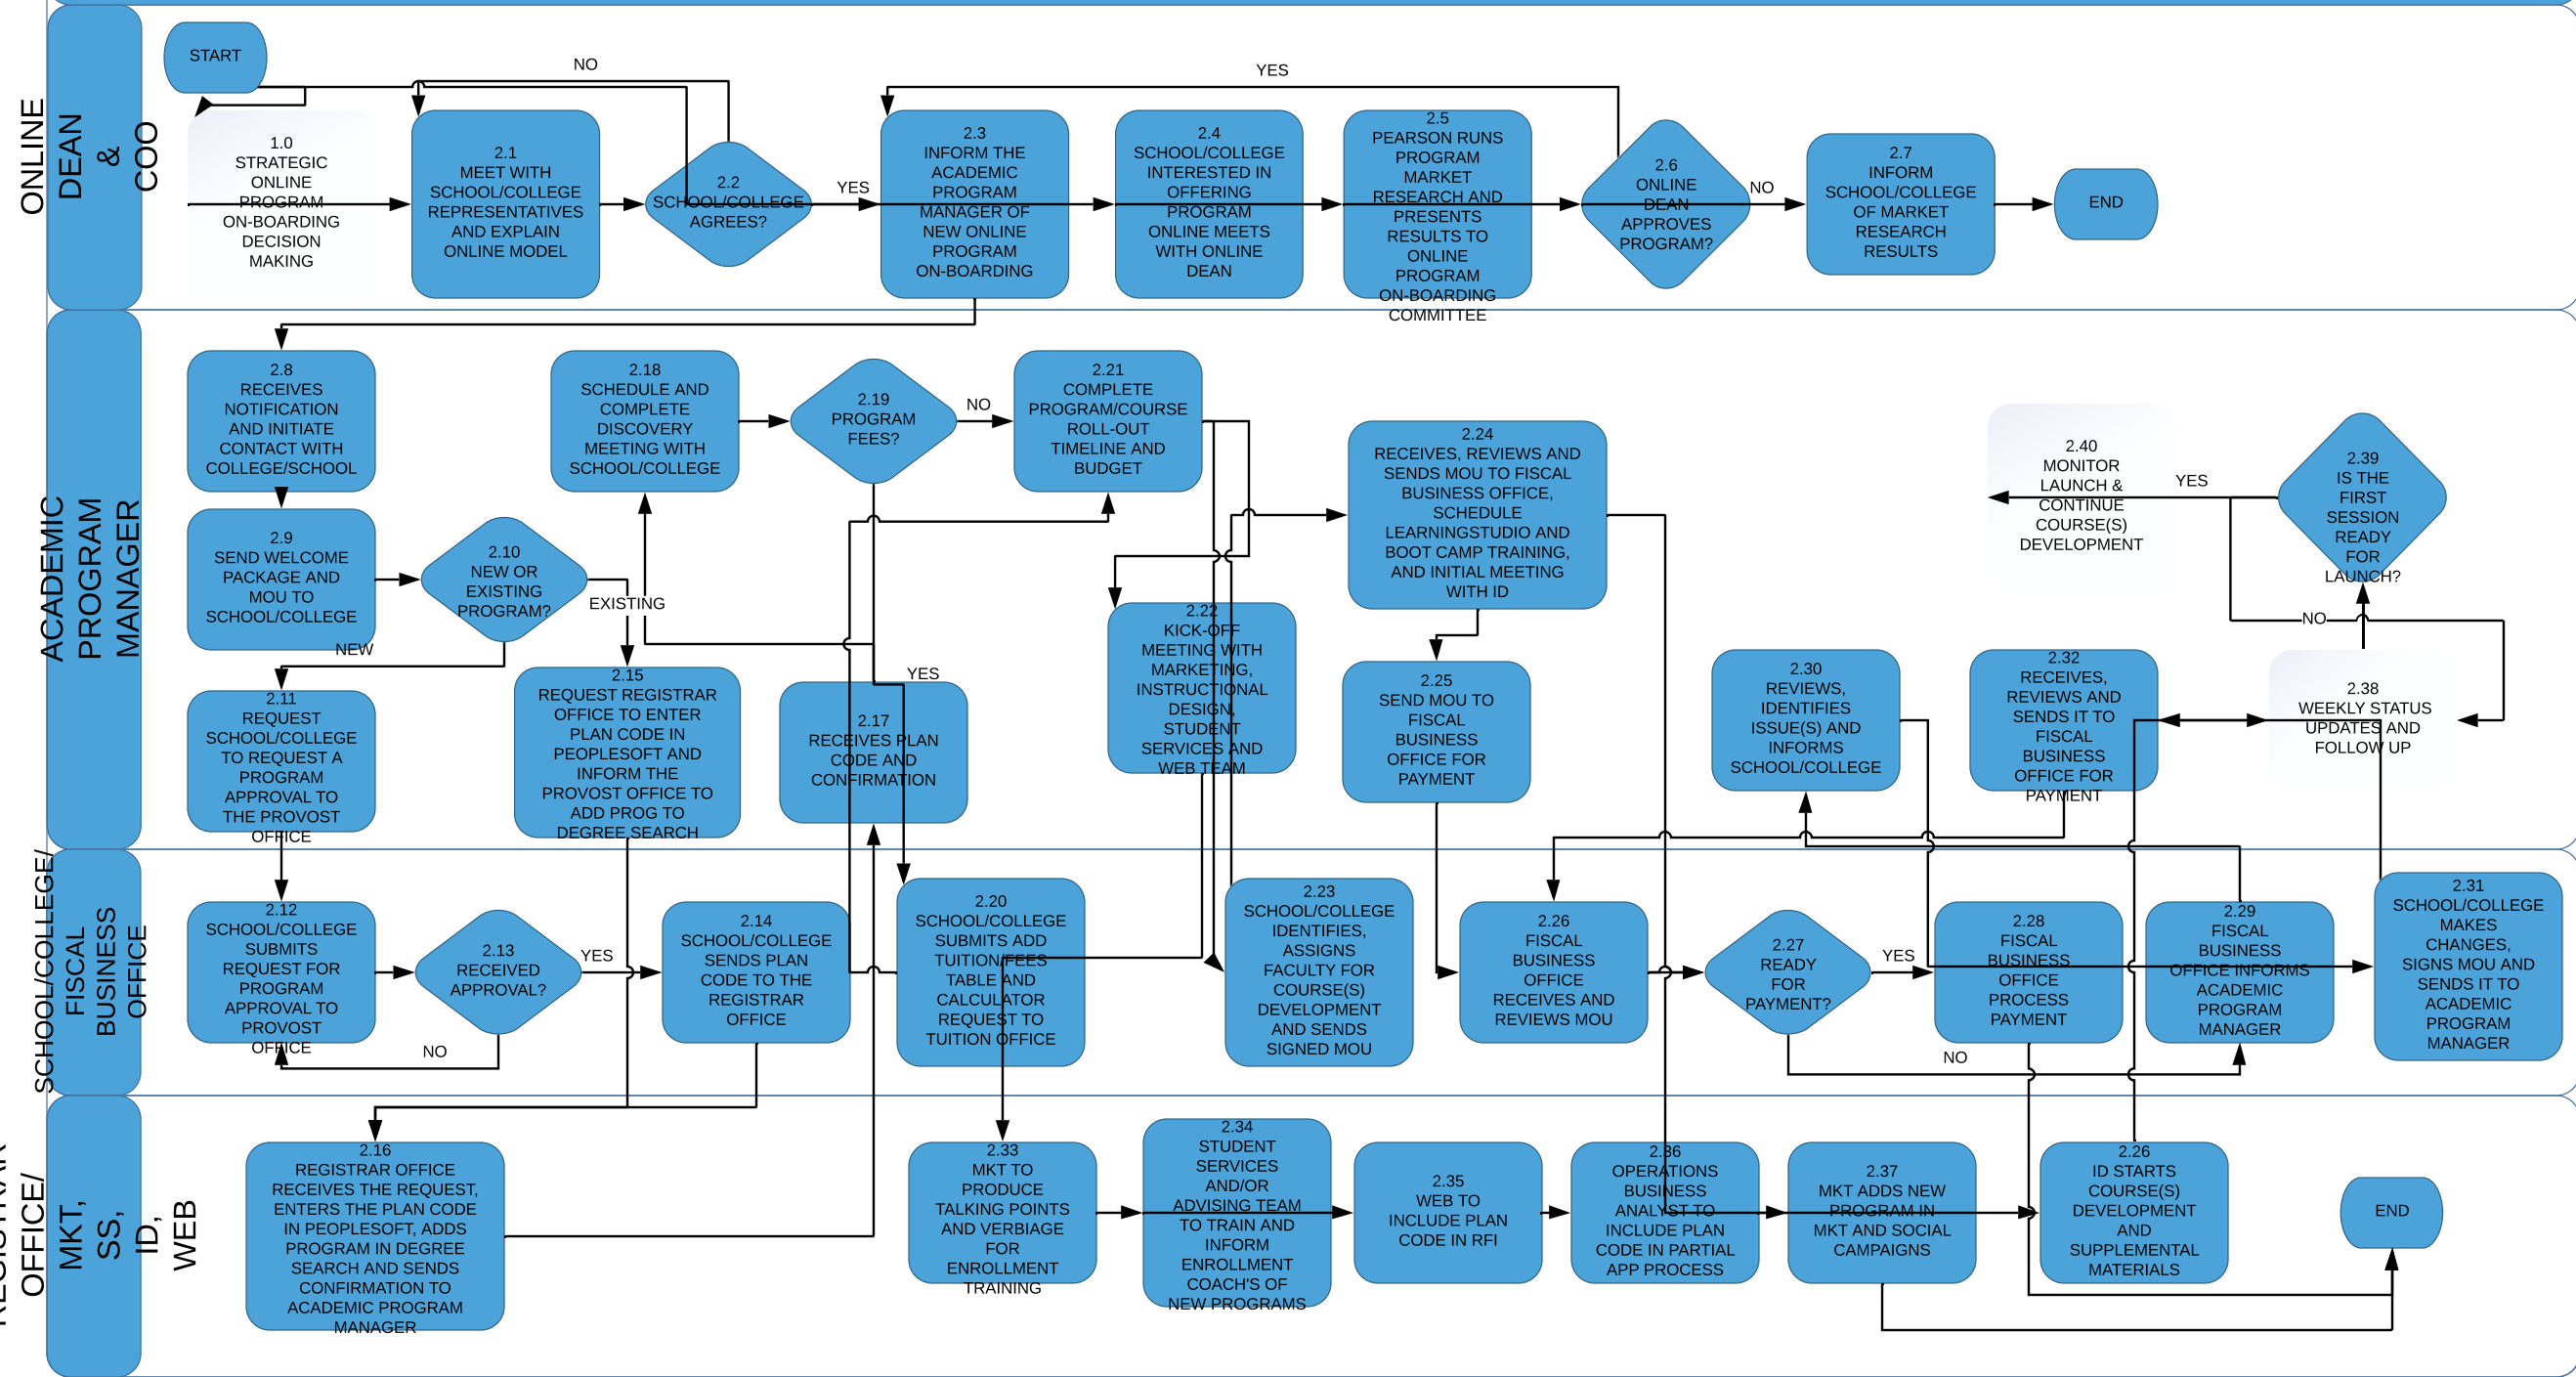 ONLINE
DEAN
&
COO
START
NO
YES
1.0
STRATEGIC
ONLINE
PROGRAM
ON-BOARDING
DECISION
MAKING
2.1
MEET WITH
SCHOOL/COLLEGE
REPRESENTATIVES
AND EXPLAIN
ONLINE MODEL
2.2
SCHOOL/COLLEGE
AGREES?
YES
2.3
INFORM THE
ACADEMIC
PROGRAM
MANAGER OF
NEW ONLINE
PROGRAM
ON-BOARDING
2.4
SCHOOL/COLLEGE
INTERESTED IN
OFFERING
PROGRAM
ONLINE MEETS
WITH ONLINE
DEAN
2.5
PEARSON RUNS
PROGRAM
MARKET
RESEARCH AND
PRESENTS
RESULTS TO
ONLINE
PROGRAM
ON-BOARDING
COMMITTEE
2.6
ONLINE
DEAN
APPROVES
PROGRAM?
NO
2.7
INFORM
SCHOOL/COLLEGE
OF MARKET
RESEARCH
RESULTS
END
ACADEMIC
PROGRAM
MANAGER
2.8
RECEIVES
NOTIFICATION
AND INITIATE
CONTACT WITH
COLLEGE/SCHOOL
2.18
SCHEDULE AND
COMPLETE
DISCOVERY
MEETING WITH
SCHOOL/COLLEGE
2.19
PROGRAM
FEES?
NO
2.21
COMPLETE
PROGRAM/COURSE
ROLL-OUT
TIMELINE AND
BUDGET
2.24
RECEIVES, REVIEWS AND
SENDS MOU TO FISCAL
BUSINESS OFFICE,
SCHEDULE
LEARNINGSTUDIO AND
BOOT CAMP TRAINING,
AND INITIAL MEETING
WITH ID
2.40
MONITOR
LAUNCH &
CONTINUE
COURSE(S)
DEVELOPMENT
YES
2.39
IS THE
FIRST
SESSION
READY
FOR
LAUNCH?
NO
2.9
SEND WELCOME
PACKAGE AND
MOU TO
SCHOOL/COLLEGE
2.10
NEW OR
EXISTING
PROGRAM?
EXISTING
NEW
2.11
REQUEST
SCHOOL/COLLEGE
TO REQUEST A
PROGRAM
APPROVAL TO
THE PROVOST
OFFICE
2.15
REQUEST REGISTRAR
OFFICE TO ENTER
PLAN CODE IN
PEOPLESOFT AND
INFORM THE
PROVOST OFFICE TO
ADD PROG TO
DEGREE SEARCH
YES
2.17
RECEIVES PLAN
CODE AND
CONFIRMATION
2.22
KICK-OFF
MEETING WITH
MARKETING,
INSTRUCTIONAL
DESIGN,
STUDENT
SERVICES AND
WEB TEAM
2.25
SEND MOU TO
FISCAL
BUSINESS
OFFICE FOR
PAYMENT
2.30
REVIEWS,
IDENTIFIES
ISSUE(S) AND
INFORMS
SCHOOL/COLLEGE
2.32
RECEIVES,
REVIEWS AND
SENDS IT TO
FISCAL
BUSINESS
OFFICE FOR
PAYMENT
2.38
WEEKLY STATUS
UPDATES AND
FOLLOW UP
SCHOOL/COLLEGE/
FISCAL
BUSINESS
OFFICE
2.12
SCHOOL/COLLEGE
SUBMITS
REQUEST FOR
PROGRAM
APPROVAL TO
PROVOST
OFFICE
2.13
RECEIVED
APPROVAL?
YES
NO
2.14
SCHOOL/COLLEGE
SENDS PLAN
CODE TO THE
REGISTRAR
OFFICE
2.20
SCHOOL/COLLEGE
SUBMITS ADD
TUITION/FEES
TABLE AND
CALCULATOR
REQUEST TO
TUITION OFFICE
2.23
SCHOOL/COLLEGE
IDENTIFIES,
ASSIGNS
FACULTY FOR
COURSE(S)
DEVELOPMENT
AND SENDS
SIGNED MOU
2.26
FISCAL
BUSINESS
OFFICE
RECEIVES AND
REVIEWS MOU
2.27
READY
FOR
PAYMENT?
YES
NO
2.28
FISCAL
BUSINESS
OFFICE
PROCESS
PAYMENT
2.29
FISCAL
BUSINESS
OFFICE INFORMS
ACADEMIC
PROGRAM
MANAGER
2.31
SCHOOL/COLLEGE
MAKES
CHANGES,
SIGNS MOU AND
SENDS IT TO
ACADEMIC
PROGRAM
MANAGER
OFFICE/
MKT,
SS,
ID,
WEB
2.16
REGISTRAR OFFICE
RECEIVES THE REQUEST,
ENTERS THE PLAN CODE
IN PEOPLESOFT, ADDS
PROGRAM IN DEGREE
SEARCH AND SENDS
CONFIRMATION TO
ACADEMIC PROGRAM
MANAGER
2.33
MKT TO
PRODUCE
TALKING POINTS
AND VERBIAGE
FOR
ENROLLMENT
TRAINING
2.34
STUDENT
SERVICES
AND/OR
ADVISING TEAM
TO TRAIN AND
INFORM
ENROLLMENT
COACH'S OF
NEW PROGRAMS
2.35
WEB TO
INCLUDE PLAN
CODE IN RFI
2.36
OPERATIONS
BUSINESS
ANALYST TO
INCLUDE PLAN
CODE IN PARTIAL
APP PROCESS
2.37
MKT ADDS NEW
PROGRAM IN
MKT AND SOCIAL
CAMPAIGNS
2.26
ID STARTS
COURSE(S)
DEVELOPMENT
AND
SUPPLEMENTAL
MATERIALS
END